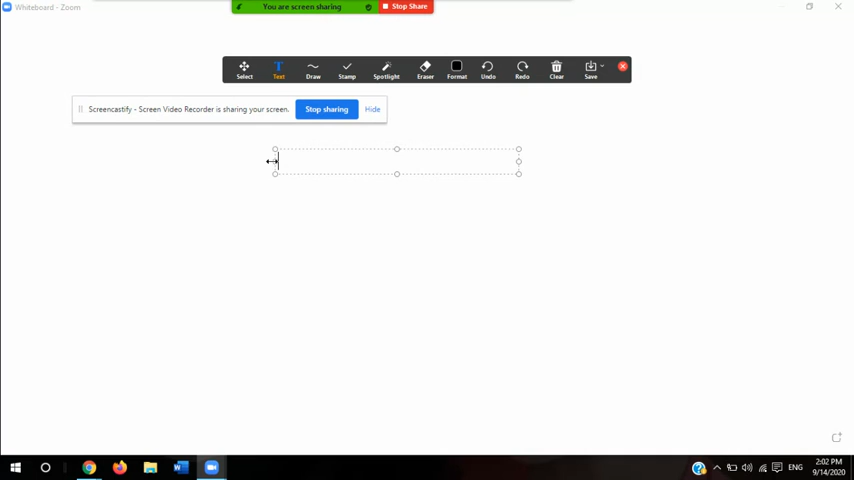 Whiteboard - Zoom
You are screen sharing
Stop Share
Select
Text
Draw
Stamp
Spotlight
Eraser
Format
Undo
Redo
Clear
Save
Screencastify - Screen Video Recorder is sharing your screen.
Stop sharing
Hide
ENG
2:02 PM
9/14/2020